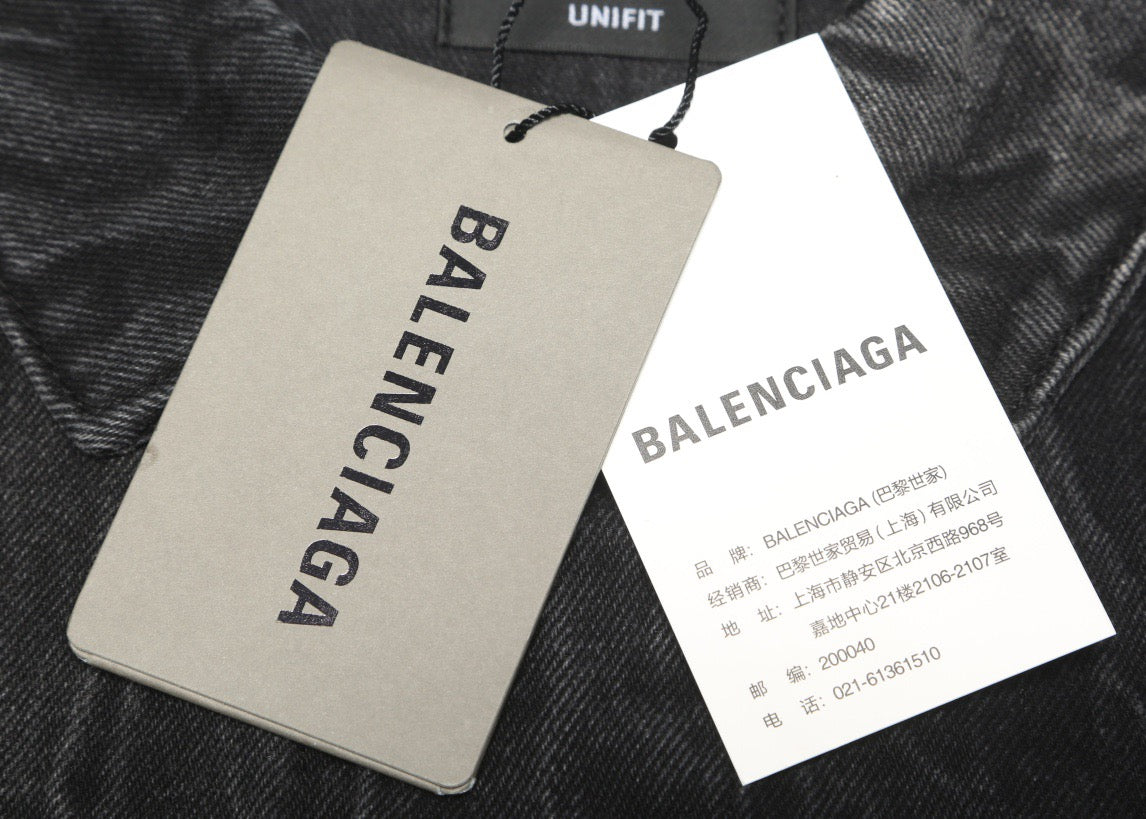 UNIFIT
BALENCIAGA
BALENCIAGA
品 牌: BALENCIAGA (巴黎世家)
经销商: 巴黎世家贸易(上海)有限公司
地 址: 上海市静安区北京西路968号
嘉地中心21楼2106-2107室
邮 编: 200040
电 话: 021-61361510